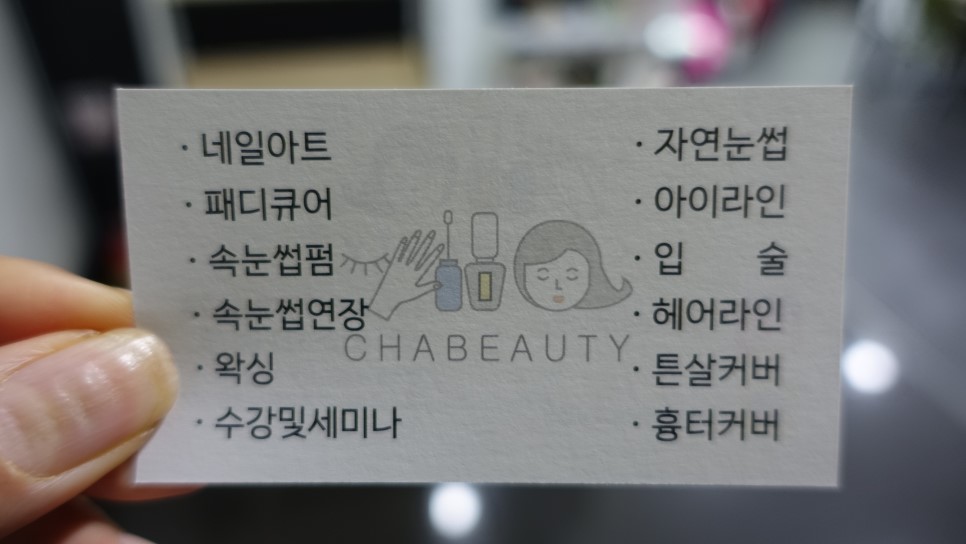 · 네일아트
· 패디큐어
· 속눈썹펌
· 속눈썹연장
· 왁싱
· 수강및세미나
CHABEAUTY
· 자연눈썹
· 아이라인
· 입 술
· 헤어라인
· 튼살커버
· 흉터커버